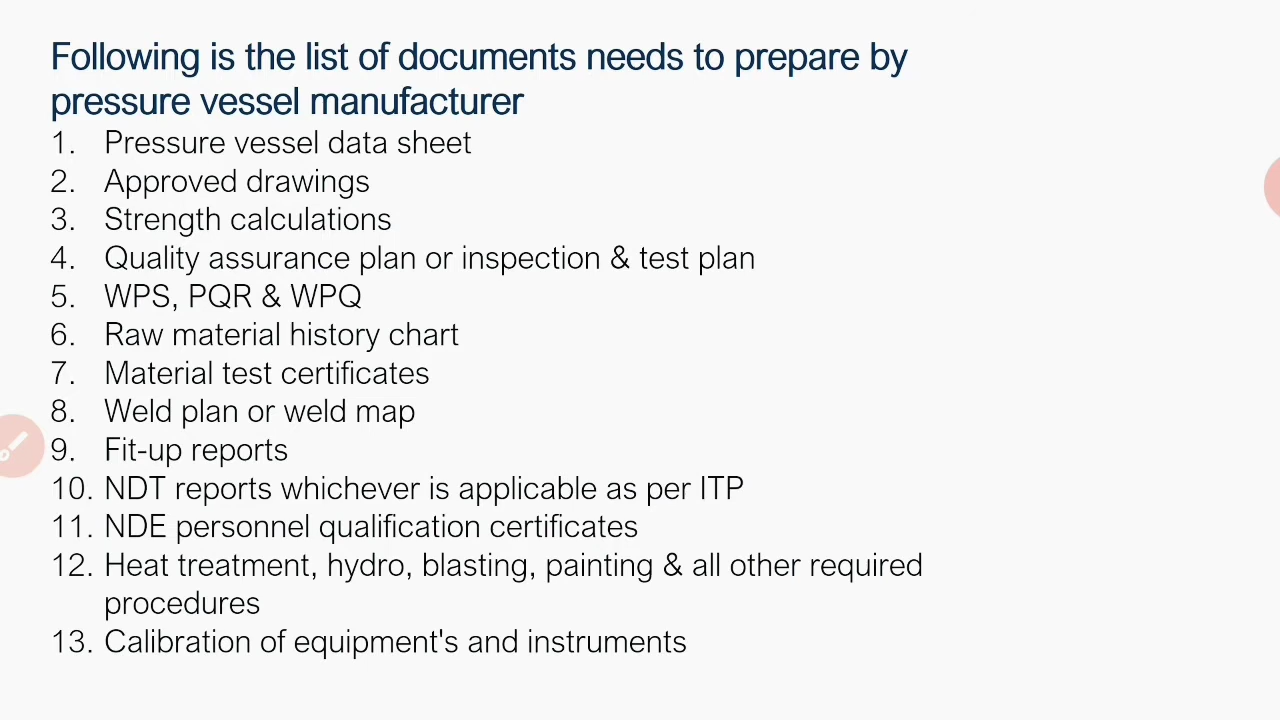 Following is the list of documents needs to prepare by
pressure vessel manufacturer
1. Pressure vessel data sheet
2. Approved drawings
3. Strength calculations
4. Quality assurance plan or inspection & test plan
5. WPS, PQR & WPQ
6. Raw material history chart
7. Material test certificates
8. Weld plan or weld map
9. Fit-up reports
10. NDT reports whichever is applicable as per ITP
11. NDE personnel qualification certificates
12. Heat treatment, hydro, blasting, painting & all other required
procedures
13. Calibration of equipment's and instruments